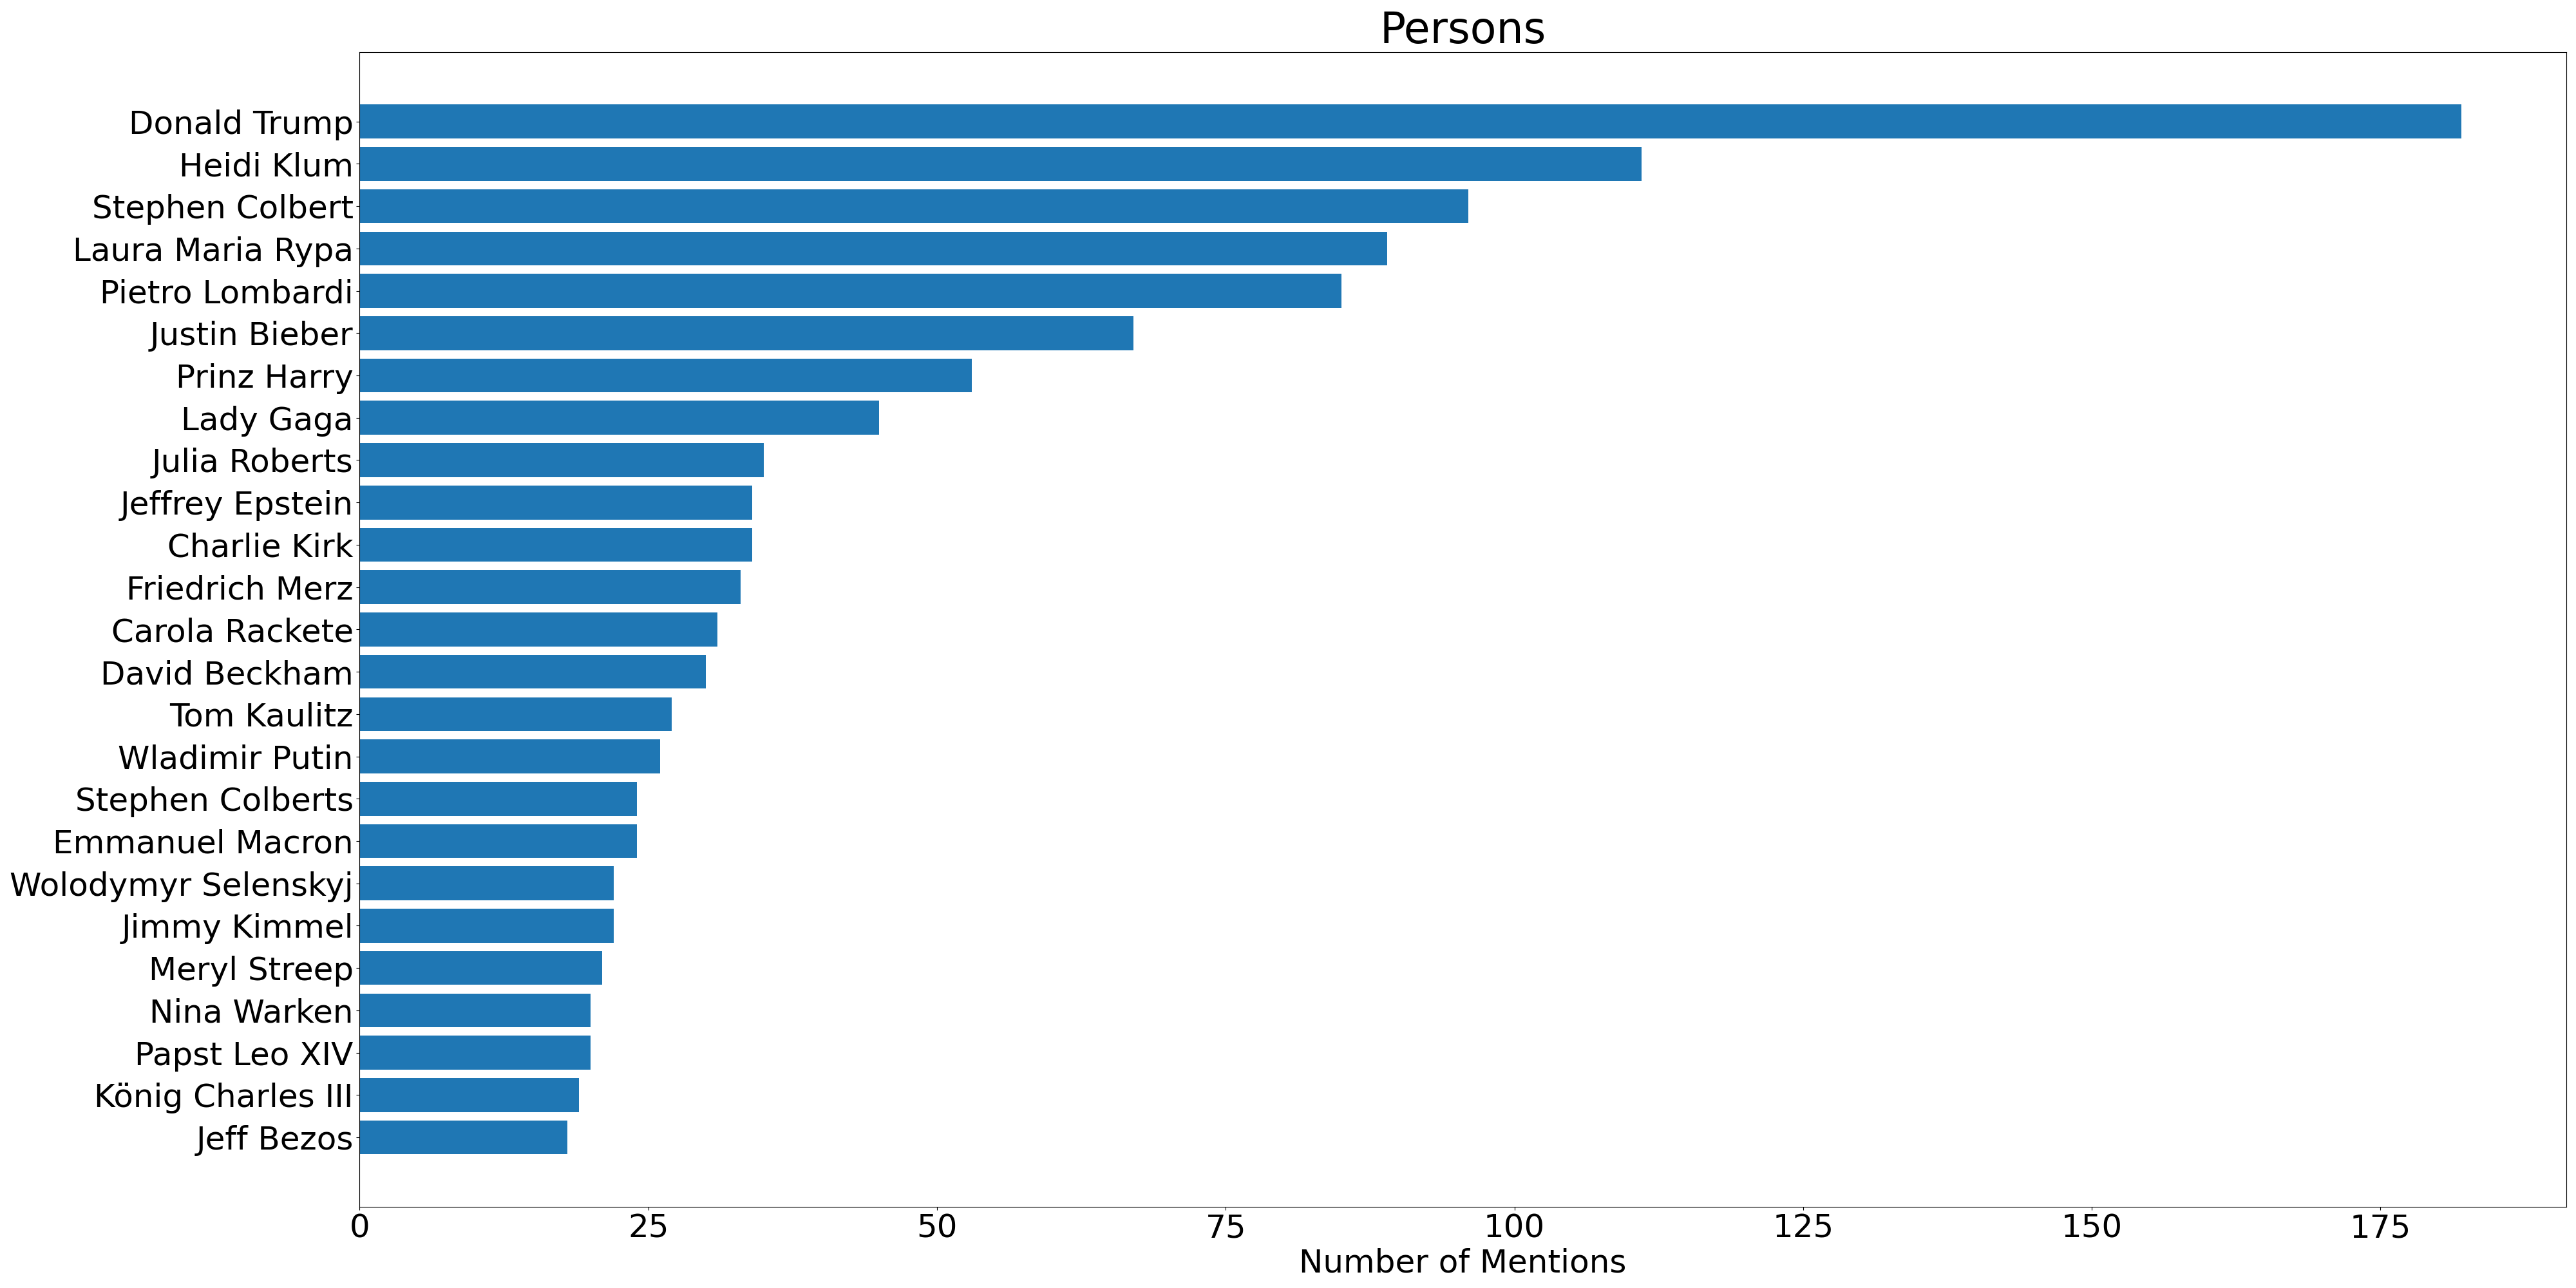 Persons
Donald Trump
Heidi Klum
Stephen Colbert
Laura Maria Rypa
Pietro Lombardi
Justin Bieber
Prinz Harry
Lady Gaga
Julia Roberts
Jeffrey Epstein
Charlie Kirk
Friedrich Merz
Carola Rackete
David Beckham
Tom Kaulitz
Wladimir Putin
Stephen Colberts
Emmanuel Macron
Wolodymyr Selenskyj
Jimmy Kimmel
Meryl Streep
Nina Warken
Papst Leo XIV
König Charles III
Jeff Bezos
0 25 50 75 100 125 150 175
Number of Mentions